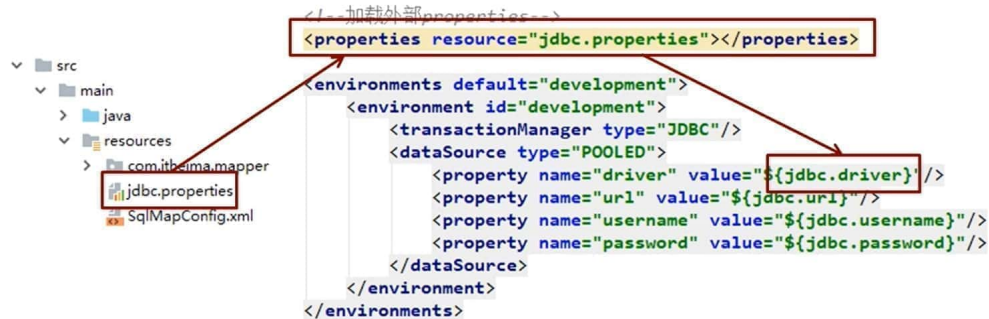 <!--加载外部properties-->
<properties resource="jdbc.properties"></properties>
src
main
java
resources
com.itheima.mapper
jdbc.properties
SqlMapConfig.xml
<environments default="development">
<environment id="development">
<transactionManager type="JDBC"/>
<dataSource type="POOLED">
<property name="driver" value="${jdbc.driver}"/>
<property name="url" value="${jdbc.url}"/>
<property name="username" value="${jdbc.username}"/>
<property name="password" value="${jdbc.password}"/>
</dataSource>
</environment>
</environments>